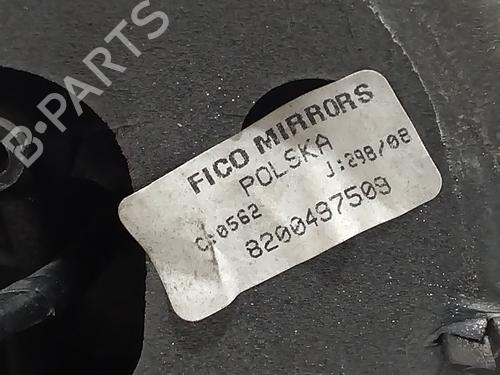 B-PARTS
FICO MIRRORS
POLSKA
C:0562 J:298/08
8200497509